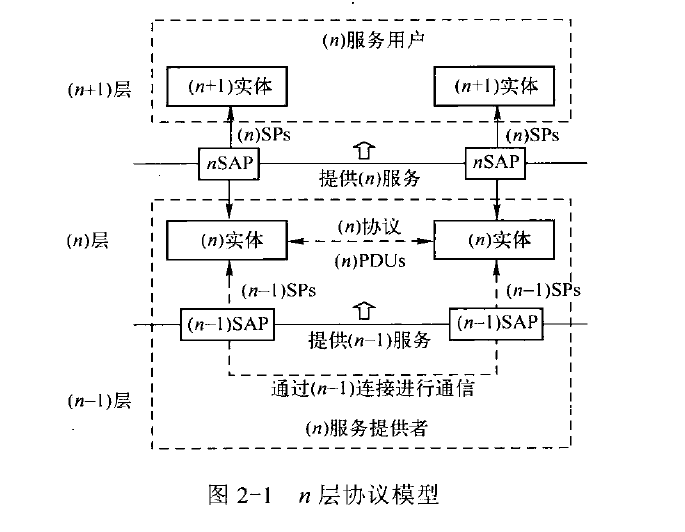 (n)服务用户
(n+1)层
(n+1)实体
(n+1)实体
(n)SPs
(n)SPs
nSAP
nSAP
提供(n)服务
(n)层
(n)实体
(n)协议
(n)实体
(n)PDUs
(n−1)SPs
(n−1)SPs
(n−1)SAP
(n−1)SAP
提供(n−1)服务
通过(n−1)连接进行通信
(n−1)层
(n)服务提供者
图 2-1 n 层协议模型